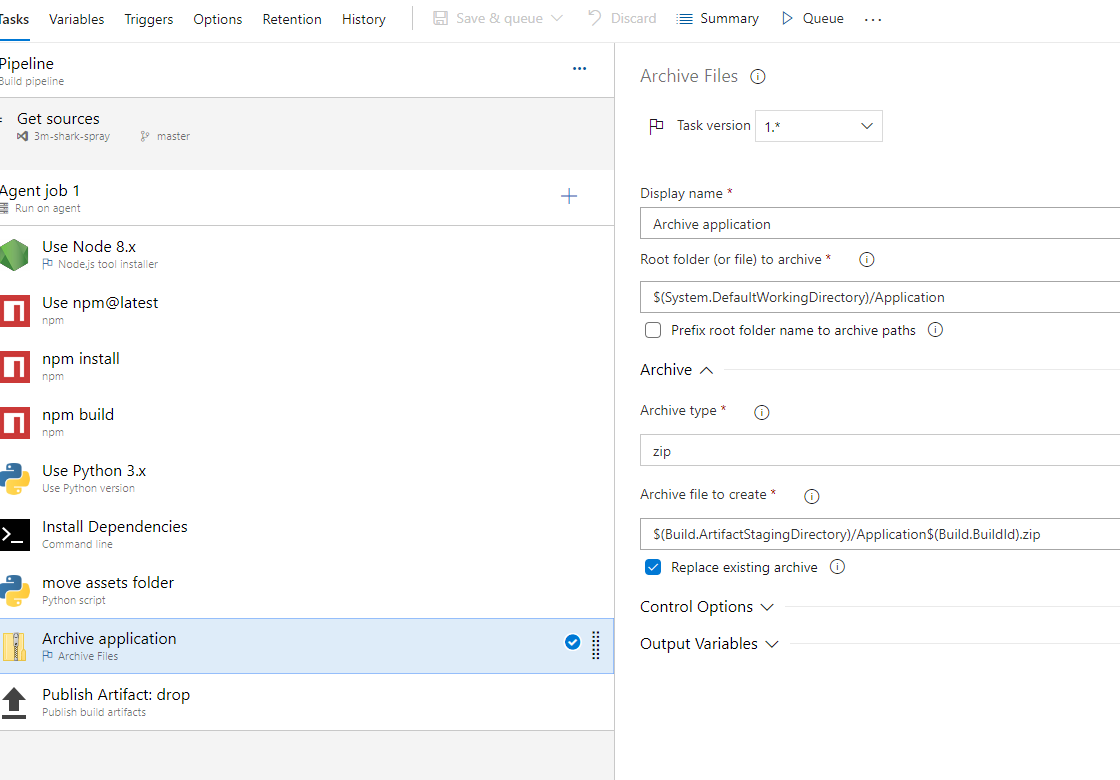 Tasks Variables Triggers Options Retention History Save & queue Discard Summary Queue ...
Pipeline ...
Build pipeline
Get sources
3m-shark-spray master
Agent job 1 +
Run on agent
Use Node 8.x
Node.js tool installer
Use npm@latest
npm
npm install
npm
npm build
npm
Use Python 3.x
Use Python version
Install Dependencies
Command line
move assets folder
Python script
Archive application
Archive Files
Publish Artifact: drop
Publish build artifacts
Archive Files
Task version 1.*
Display name *
Archive application
Root folder (or file) to archive *
$(System.DefaultWorkingDirectory)/Application
Prefix root folder name to archive paths
Archive
Archive type *
zip
Archive file to create *
$(Build.ArtifactStagingDirectory)/Application$(Build.BuildId).zip
Replace existing archive
Control Options
Output Variables